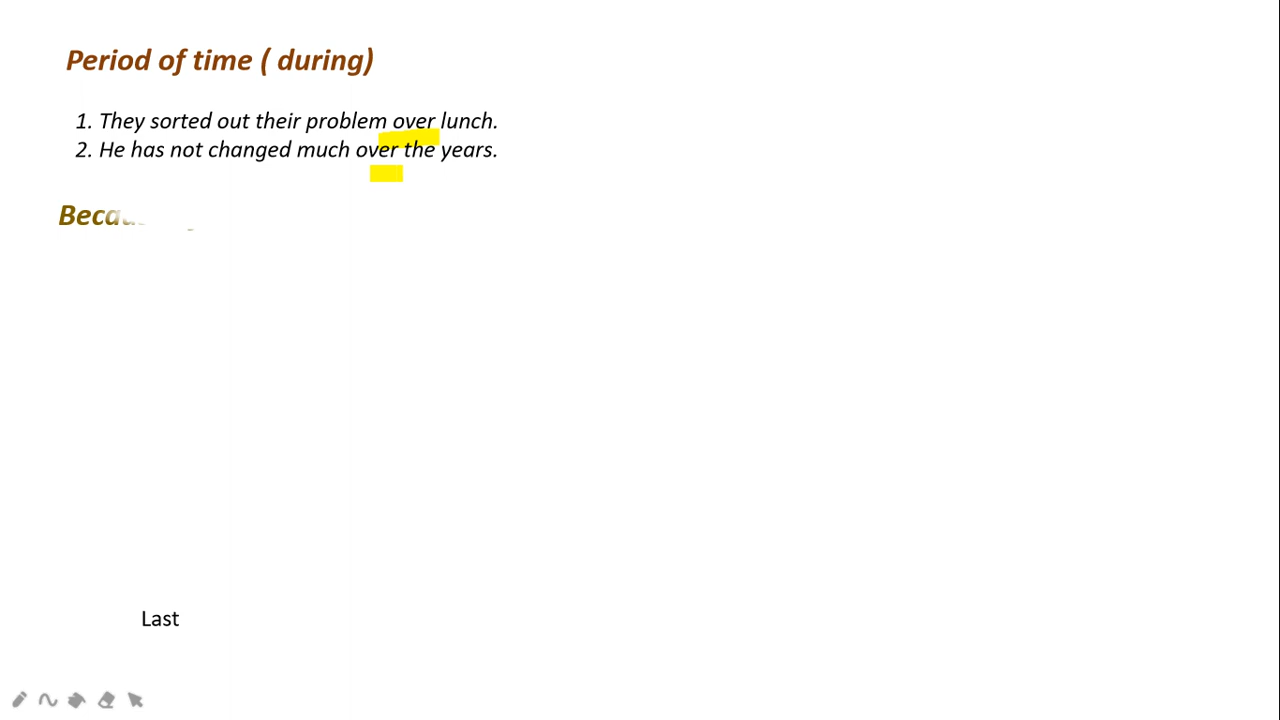 Period of time ( during)
1. They sorted out their problem over lunch.
2. He has not changed much over the years.
Last